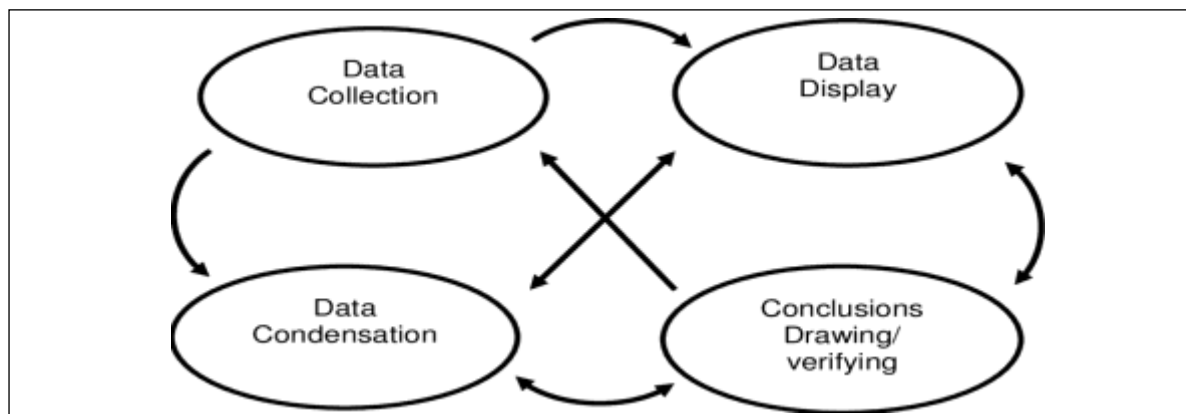 Data
Collection
Data
Display
Data
Condensation
Conclusions
Drawing/
verifying